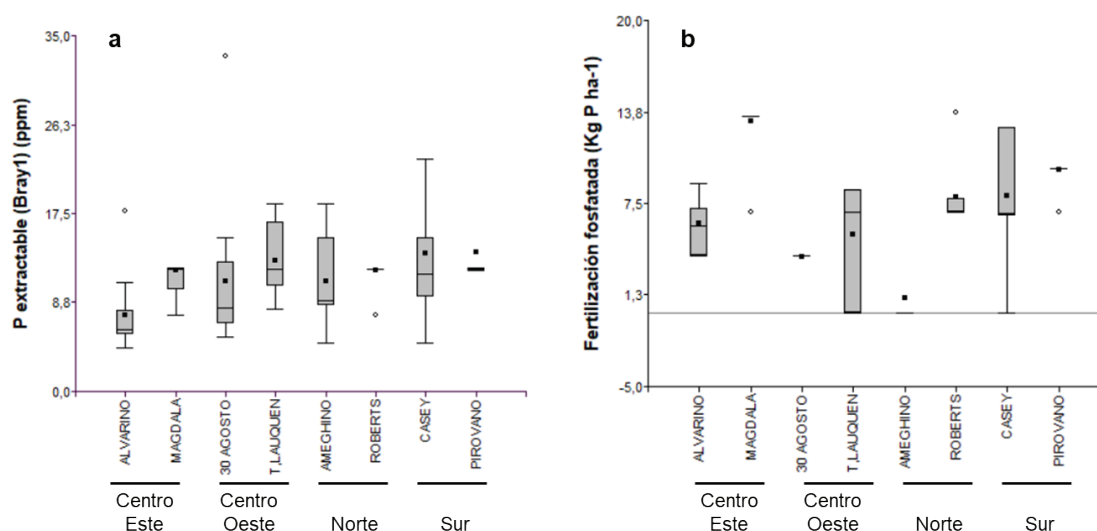 a
P extractable (Bray1) (ppm)
35,0
26,3
17,5
8,8
0,0
ALVARINO
MAGDALA
30 AGOSTO
T,LAUQUEN
AMEGHINO
ROBERTS
CASEY
PIROVANO
Centro
Este
Centro
Oeste
Norte
Sur
b
Fertilización fosfatada (Kg P ha-1)
20,0
13,8
7,5
1,3
-5,0
ALVARINO
MAGDALA
30 AGOSTO
T,LAUQUEN
AMEGHINO
ROBERTS
CASEY
PIROVANO
Centro
Este
Centro
Oeste
Norte
Sur